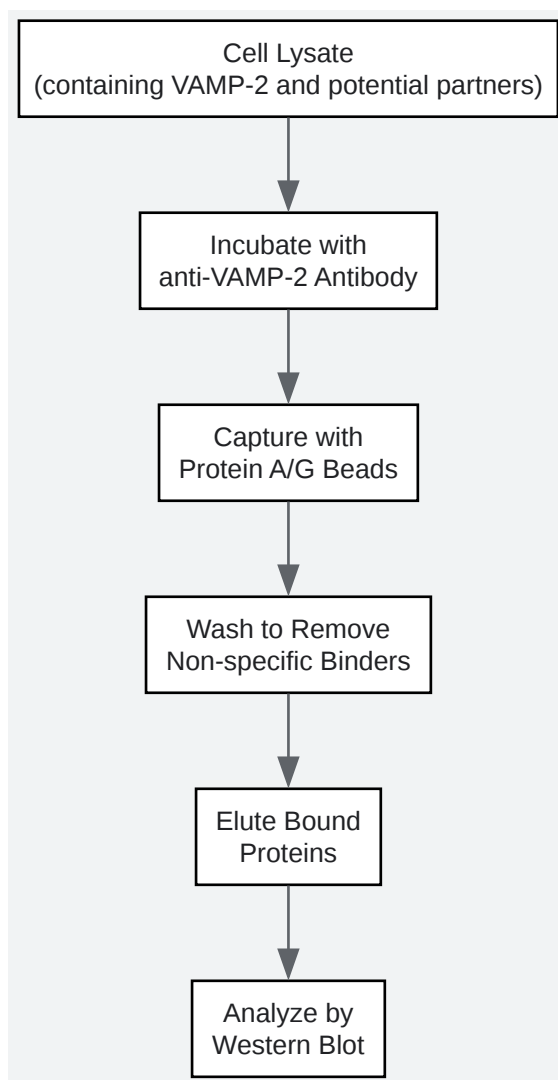 Cell Lysate
(containing VAMP-2 and potential partners)
Incubate with
anti-VAMP-2 Antibody
Capture with
Protein A/G Beads
Wash to Remove
Non-specific Binders
Elute Bound
Proteins
Analyze by
Western Blot